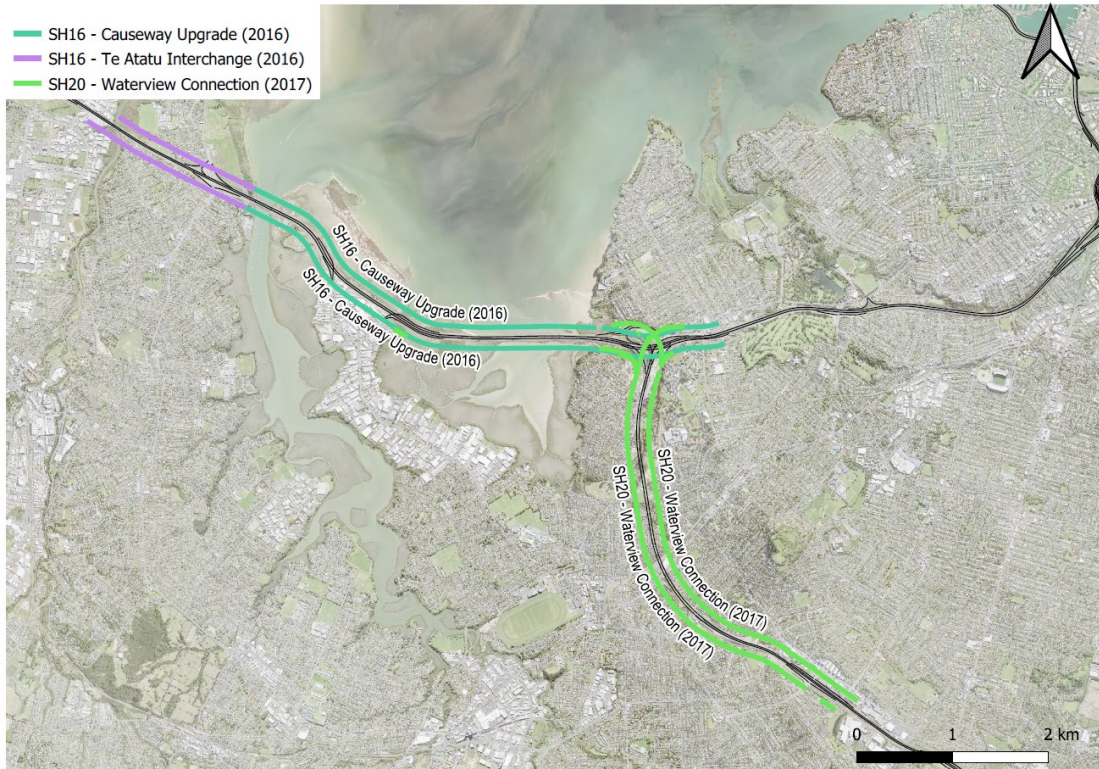 SH16 - Causeway Upgrade (2016)
SH16 - Te Atatu Interchange (2016)
SH20 - Waterview Connection (2017)
SH16 - Causeway Upgrade (2016)
SH16 - Causeway Upgrade (2016)
SH20 - Waterview Connection (2017)
SH20 - Waterview Connection (2017)
0 1 2 km